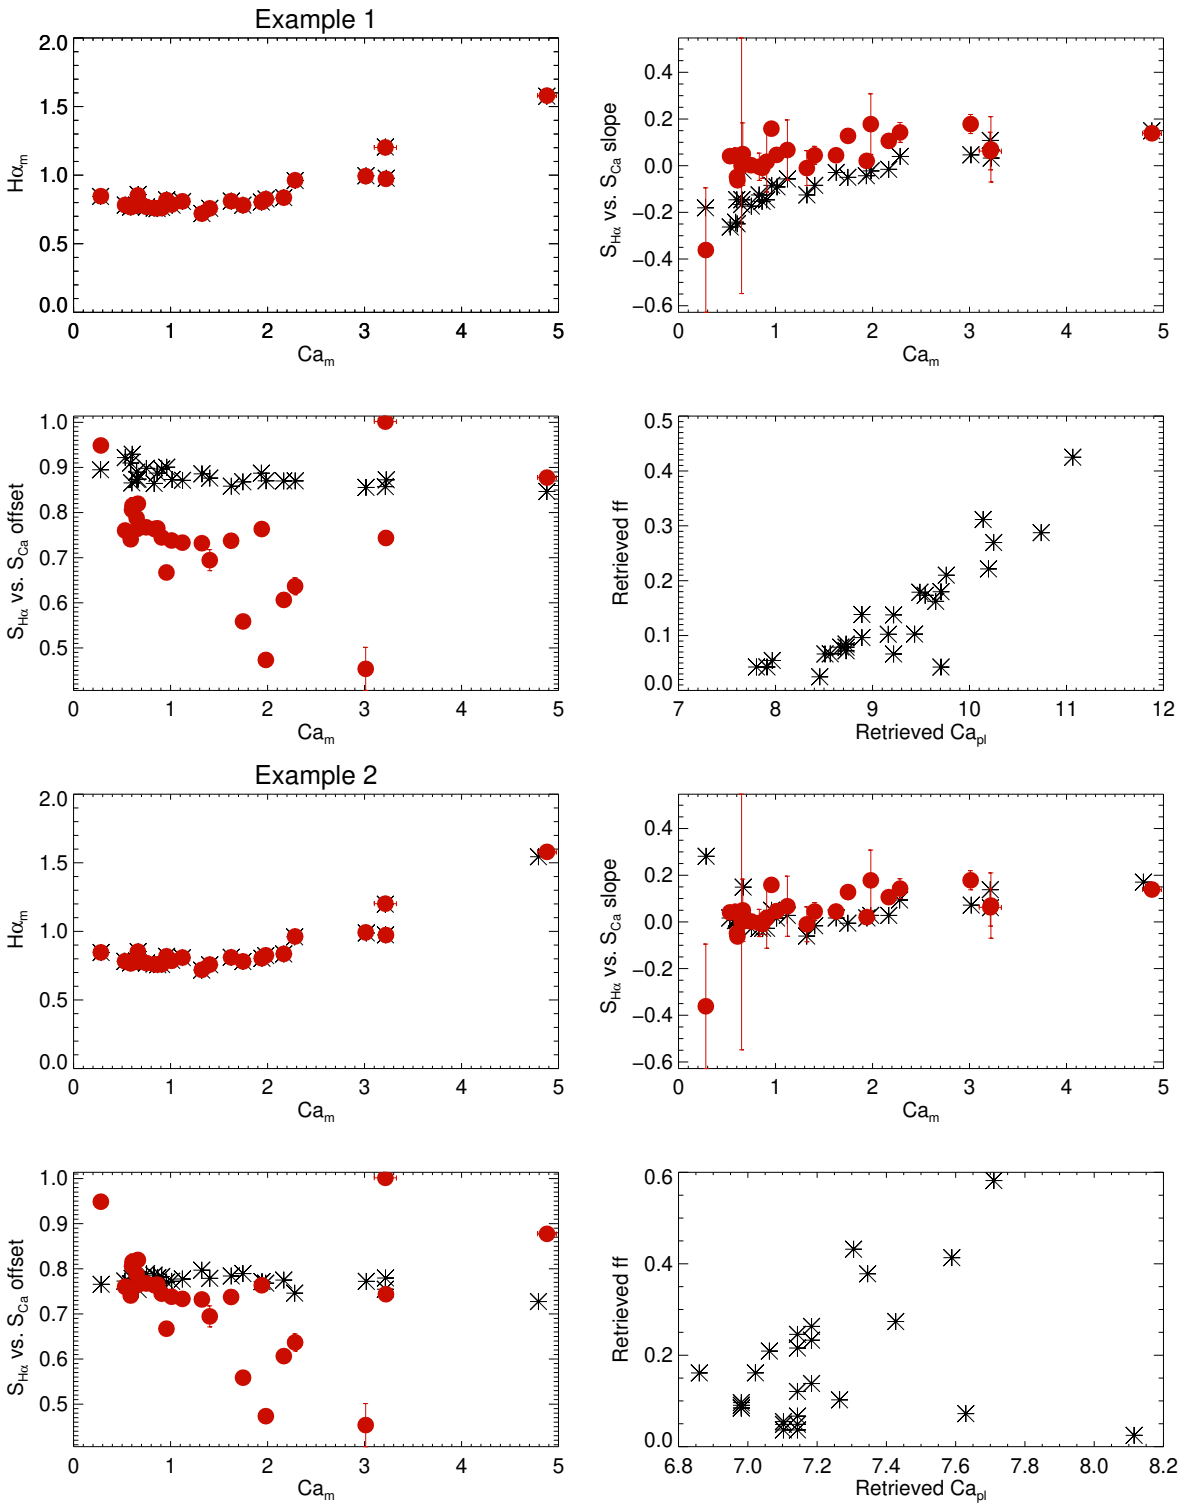 Example 1
2.0
1.5
1.0
0.5
0.0
Hα_m
0 1 2 3 4 5
Ca_m
0.4
0.2
0.0
−0.2
−0.4
−0.6
S_Hα vs. S_Ca slope
0 1 2 3 4 5
Ca_m
1.0
0.9
0.8
0.7
0.6
0.5
S_Hα vs. S_Ca offset
0 1 2 3 4 5
Ca_m
0.5
0.4
0.3
0.2
0.1
0.0
Retrieved ff
7 8 9 10 11 12
Retrieved Ca_pl
Example 2
2.0
1.5
1.0
0.5
0.0
Hα_m
0 1 2 3 4 5
Ca_m
0.4
0.2
0.0
−0.2
−0.4
−0.6
S_Hα vs. S_Ca slope
0 1 2 3 4 5
Ca_m
1.0
0.9
0.8
0.7
0.6
0.5
S_Hα vs. S_Ca offset
0 1 2 3 4 5
Ca_m
0.6
0.4
0.2
0.0
Retrieved ff
6.8 7.0 7.2 7.4 7.6 7.8 8.0 8.2
Retrieved Ca_pl